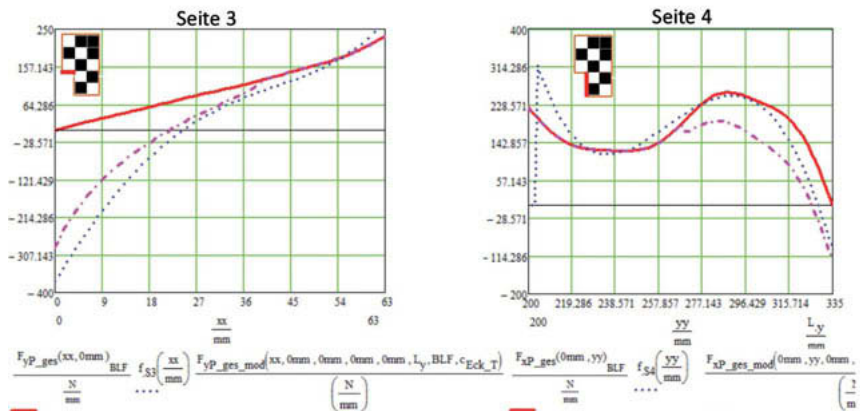 Seite 3
250
157.143
64.286
−28.571
−121.429
−214.286
−307.143
−400
0 9 18 27 36 45 54 63
0 63
xx
mm
F_yP_ges(xx,0mm)_BLF
N
mm
f_S3(xx/mm)
F_yP_ges_mod(xx,0mm,0mm,0mm,0mm,L_y,BLF,c_Eck_T)
(N/mm)
Seite 4
400
314.286
228.571
142.857
57.143
−28.571
−114.286
−200
200 219.286 238.571 257.857 277.143 296.429 315.714 335
200 L.y
yy
mm
mm
F_xP_ges(0mm,yy)_BLF
N
mm
f_S4(yy/mm)
F_xP_ges_mod(0mm,yy,0mm,